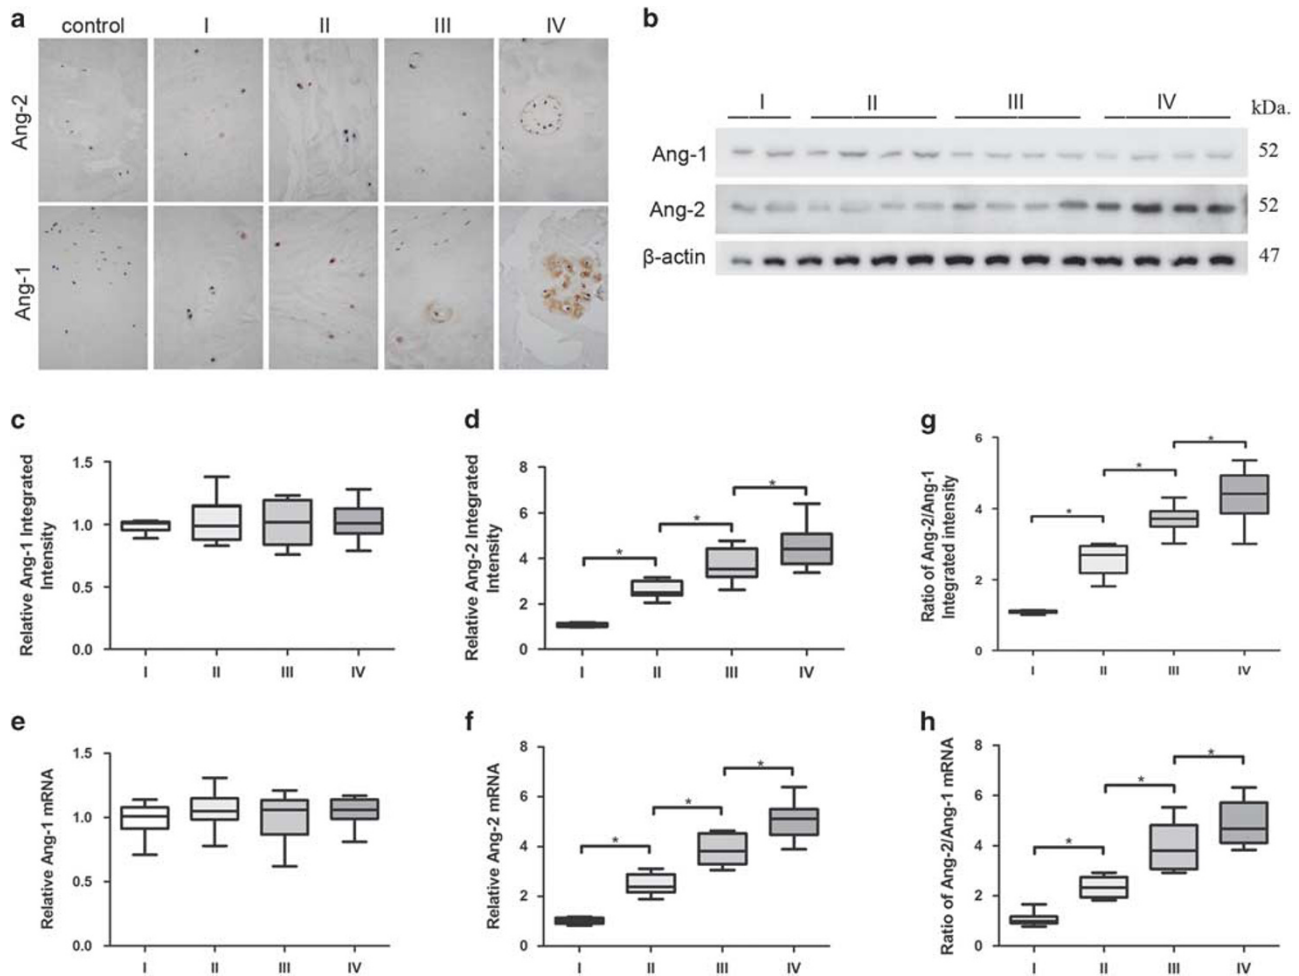 a
control I II III IV
Ang-2
Ang-1
b
I II III IV kDa.
Ang-1 52
Ang-2 52
β-actin 47
c
Relative Ang-1 Integrated
Intensity
1.5
1.0
0.5
0.0
I II III IV
d
Relative Ang-2 Integrated
Intensity
8
6
4
2
0
* * *
I II III IV
g
Ratio of Ang-2/Ang-1
Integrated intensity
6
4
2
0
* * *
I II III IV
e
Relative Ang-1 mRNA
1.5
1.0
0.5
0.0
I II III IV
f
Relative Ang-2 mRNA
8
6
4
2
0
* * *
I II III IV
h
Ratio of Ang-2/Ang-1 mRNA
8
6
4
2
0
* * *
I II III IV